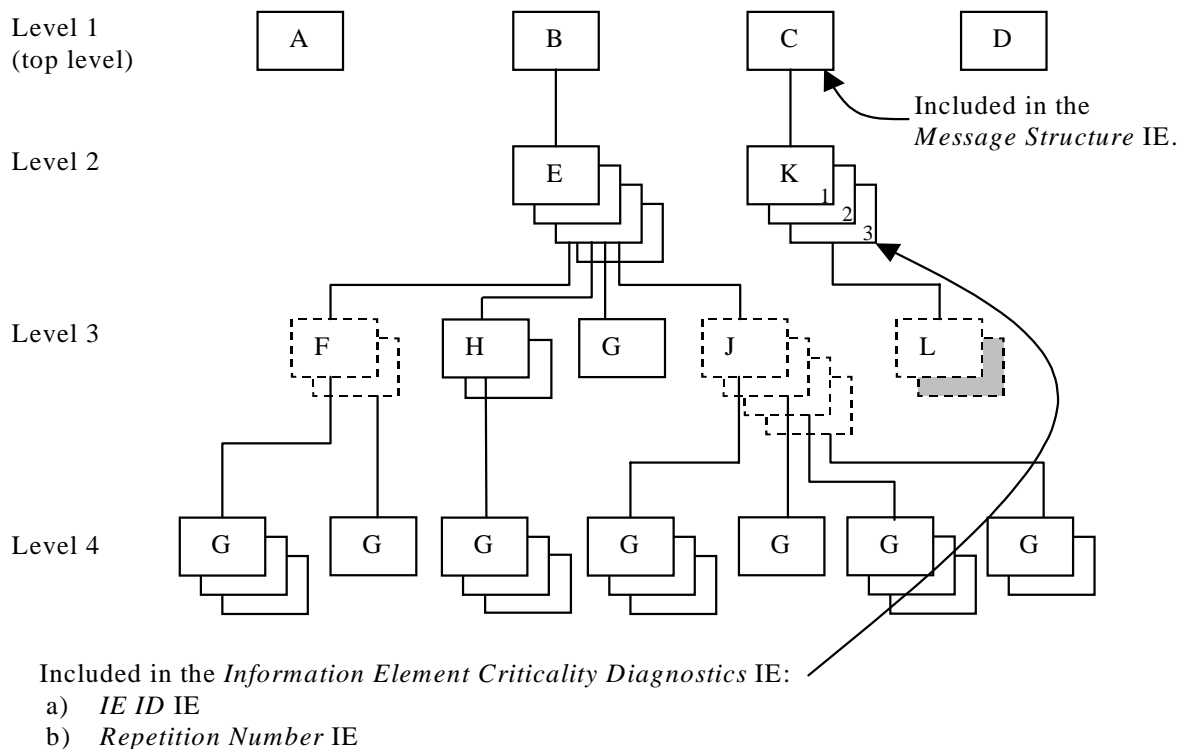 Level 1
(top level)
A
B
C
D
Included in the
Message Structure IE.
Level 2
E
K
1
2
3
Level 3
F
H
G
J
L
Level 4
G
G
G
G
G
G
G
Included in the Information Element Criticality Diagnostics IE:
a) IE ID IE
b) Repetition Number IE